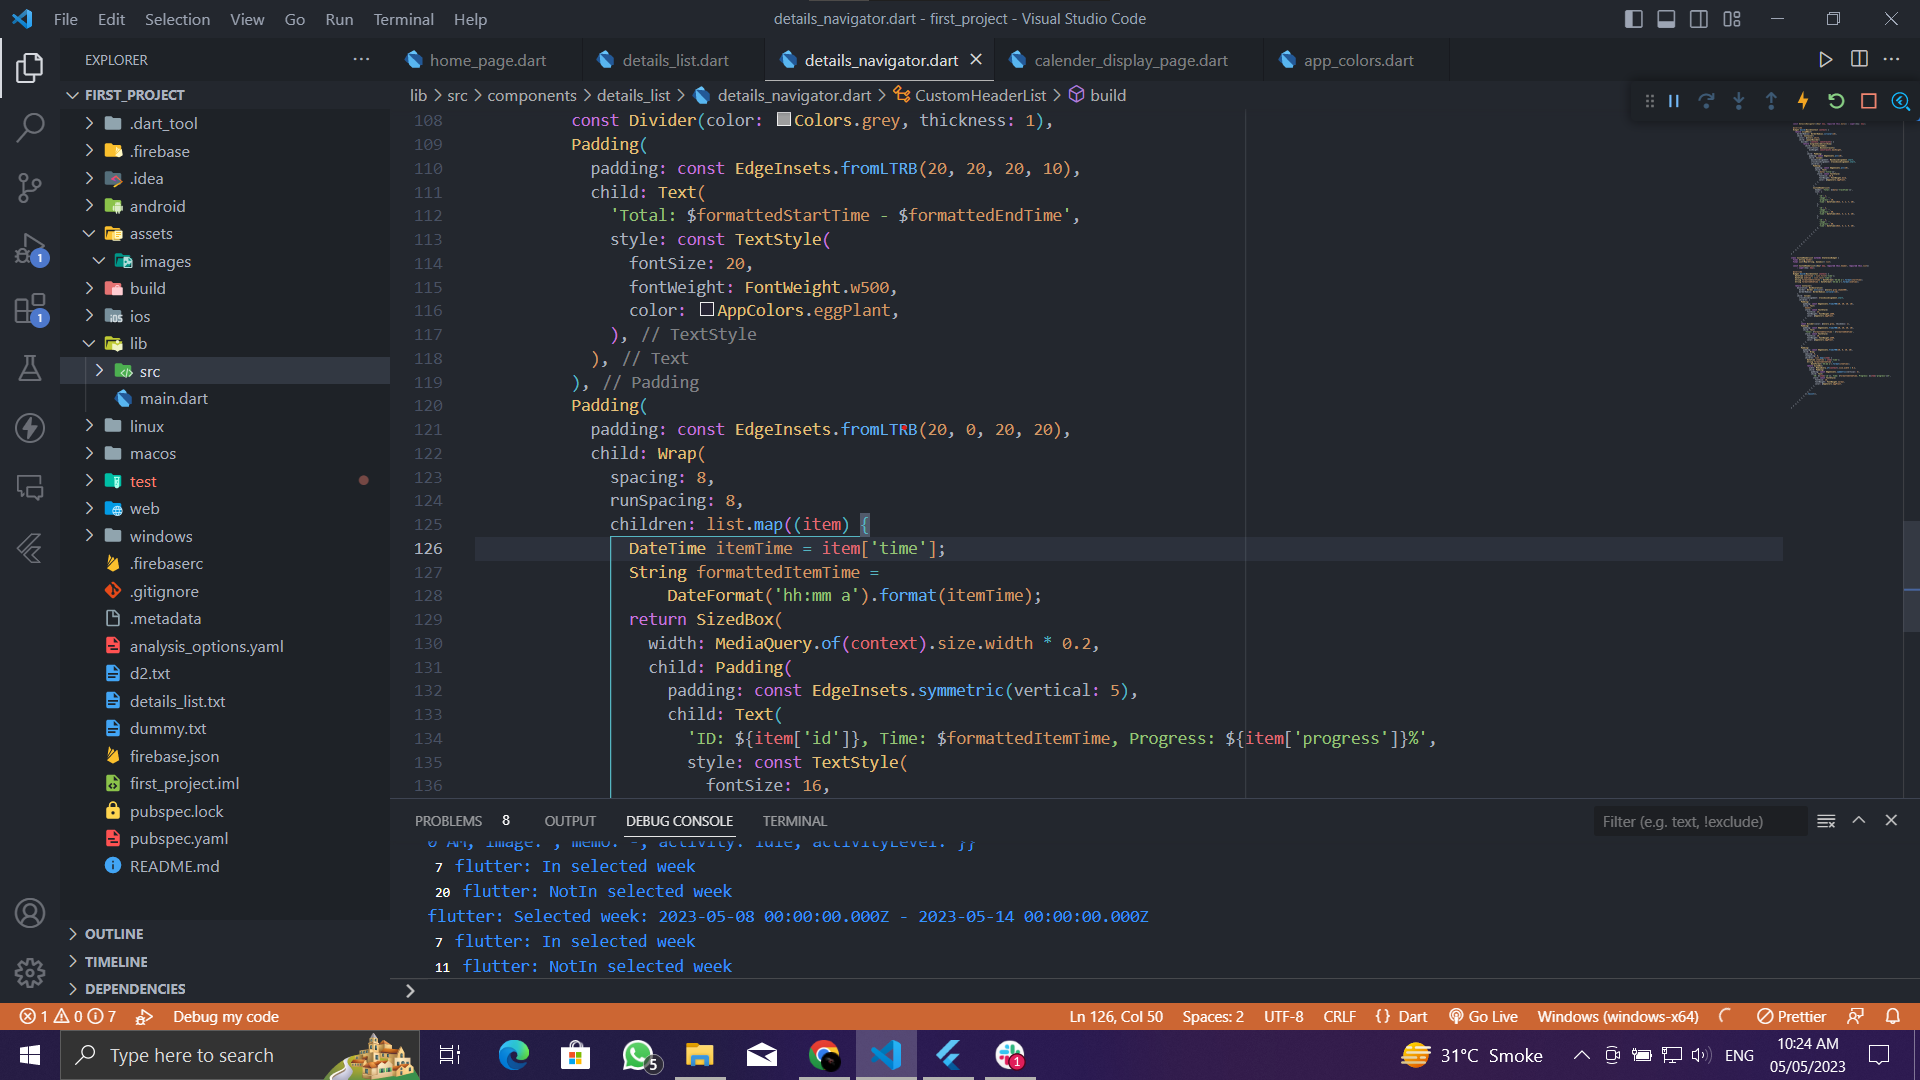 File Edit Selection View Go Run Terminal Help
details_navigator.dart - first_project - Visual Studio Code
EXPLORER
home_page.dart
details_list.dart
details_navigator.dart
calender_display_page.dart
app_colors.dart
lib > src > components > details_list > details_navigator.dart > CustomHeaderList > build
FIRST_PROJECT
.dart_tool
.firebase
.idea
android
assets
images
build
ios
lib
src
main.dart
linux
macos
test
web
windows
.firebaserc
.gitignore
.metadata
analysis_options.yaml
d2.txt
details_list.txt
dummy.txt
firebase.json
first_project.iml
pubspec.lock
pubspec.yaml
README.md
OUTLINE
TIMELINE
DEPENDENCIES
108 const Divider(color: Colors.grey, thickness: 1),
109 Padding(
110 padding: const EdgeInsets.fromLTRB(20, 20, 20, 10),
111 child: Text(
112 'Total: $formattedStartTime - $formattedEndTime',
113 style: const TextStyle(
114 fontSize: 20,
115 fontWeight: FontWeight.w500,
116 color: AppColors.eggPlant,
117 ), // TextStyle
118 ), // Text
119 ), // Padding
120 Padding(
121 padding: const EdgeInsets.fromLTRB(20, 0, 20, 20),
122 child: Wrap(
123 spacing: 8,
124 runSpacing: 8,
125 children: list.map((item) {
126 DateTime itemTime = item['time'];
127 String formattedItemTime =
128 DateFormat('hh:mm a').format(itemTime);
129 return SizedBox(
130 width: MediaQuery.of(context).size.width * 0.2,
131 child: Padding(
132 padding: const EdgeInsets.symmetric(vertical: 5),
133 child: Text(
134 'ID: ${item['id']}, Time: $formattedItemTime, Progress: ${item['progress']}%',
135 style: const TextStyle(
136 fontSize: 16,
PROBLEMS 8 OUTPUT DEBUG CONSOLE TERMINAL
Filter (e.g. text, !exclude)
0 AM, image: , memo: -, activity: idle, activityLevel: }}
7 flutter: In selected week
20 flutter: NotIn selected week
flutter: Selected week: 2023-05-08 00:00:00.000Z - 2023-05-14 00:00:00.000Z
7 flutter: In selected week
11 flutter: NotIn selected week
1 0 7 Debug my code
Ln 126, Col 50 Spaces: 2 UTF-8 CRLF {} Dart Go Live Windows (windows-x64) Prettier
Type here to search
5
1
31°C Smoke
ENG
10:24 AM
05/05/2023